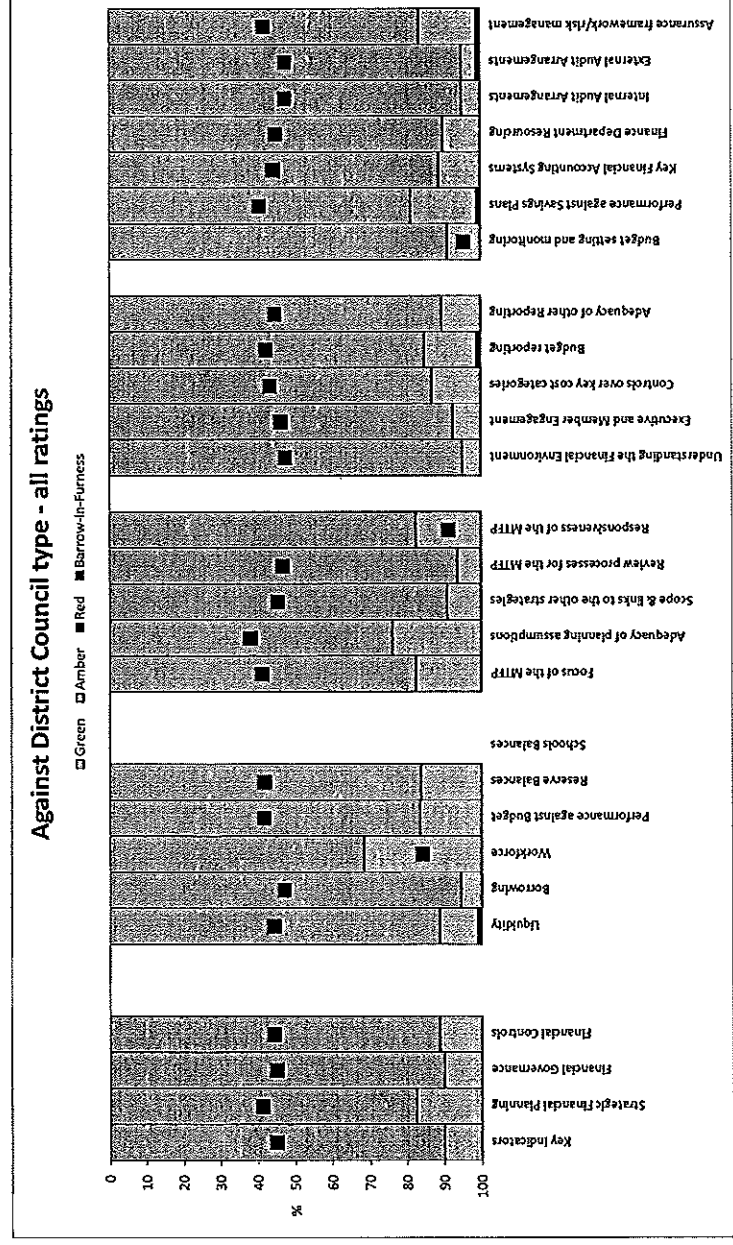 Against District Council type - all ratings
Green Amber Red Barrow-In-Furness
0
10
20
30
40
50
60
70
80
90
100
%
Key Indicators
Strategic Financial Planning
Financial Governance
Financial Controls
Liquidity
Borrowing
Workforce
Performance against Budget
Reserve Balances
Schools Balances
Focus of the MTFP
Adequacy of planning assumptions
Scope & links to the other strategies
Review processes for the MTFP
Responsiveness of the MTFP
Understanding the Financial Environment
Executive and Member Engagement
Controls over key cost categories
Budget reporting
Adequacy of other Reporting
Budget setting and monitoring
Performance against Savings Plans
Key Financial Accounting Systems
Finance Department Resourcing
Internal Audit Arrangements
External Audit Arrangements
Assurance framework/risk management